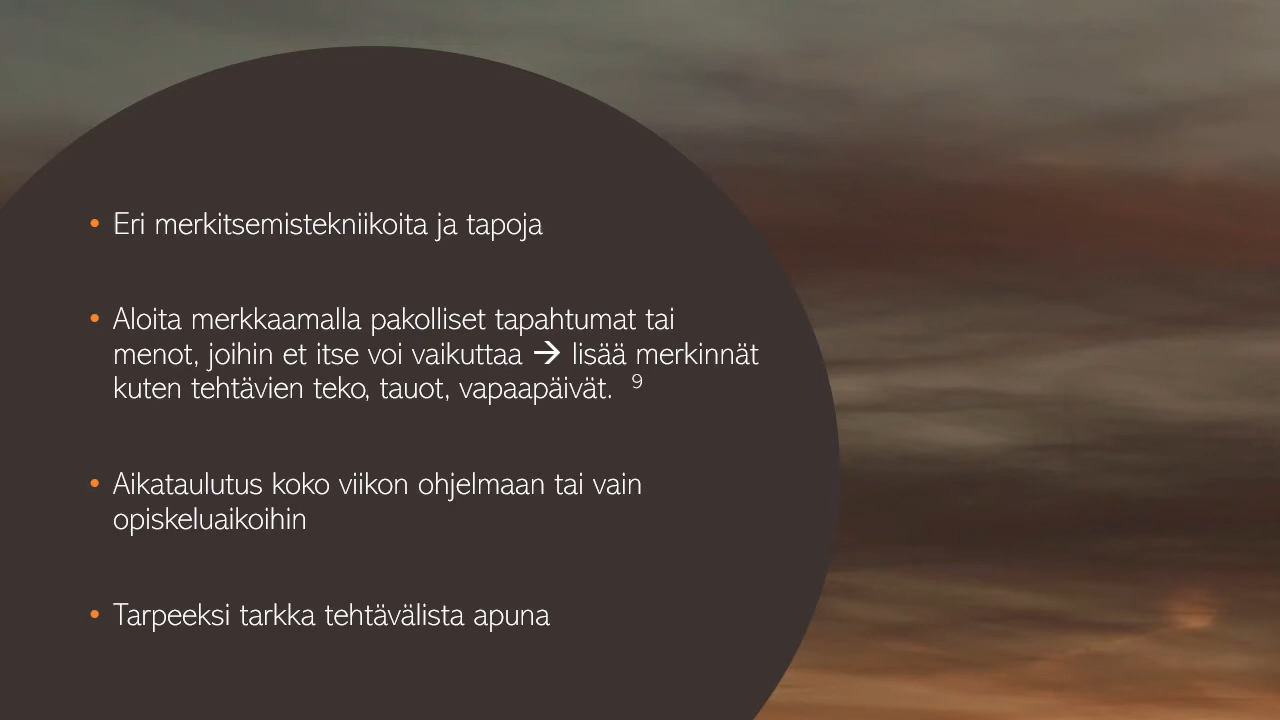 • Eri merkitsemistekniikoita ja tapoja
• Aloita merkkaamalla pakolliset tapahtumat tai
menot, joihin et itse voi vaikuttaa → lisää merkinnät
kuten tehtävien teko, tauot, vapaapäivät. ⁹
• Aikataulutus koko viikon ohjelmaan tai vain
opiskeluaikoihin
• Tarpeeksi tarkka tehtävälista apuna